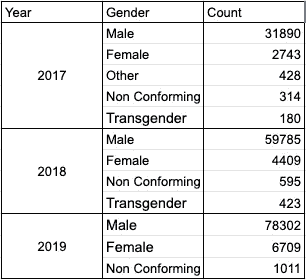 Year Gender Count
2017 Male 31890
Female 2743
Other 428
Non Conforming 314
Transgender 180
2018 Male 59785
Female 4409
Non Conforming 595
Transgender 423
2019 Male 78302
Female 6709
Non Conforming 1011